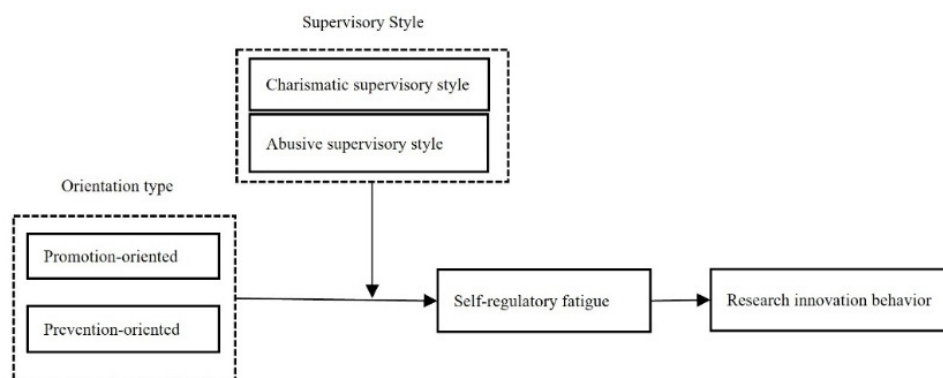 Supervisory Style
Charismatic supervisory style
Abusive supervisory style
Orientation type
Promotion-oriented
Prevention-oriented
Self-regulatory fatigue
Research innovation behavior